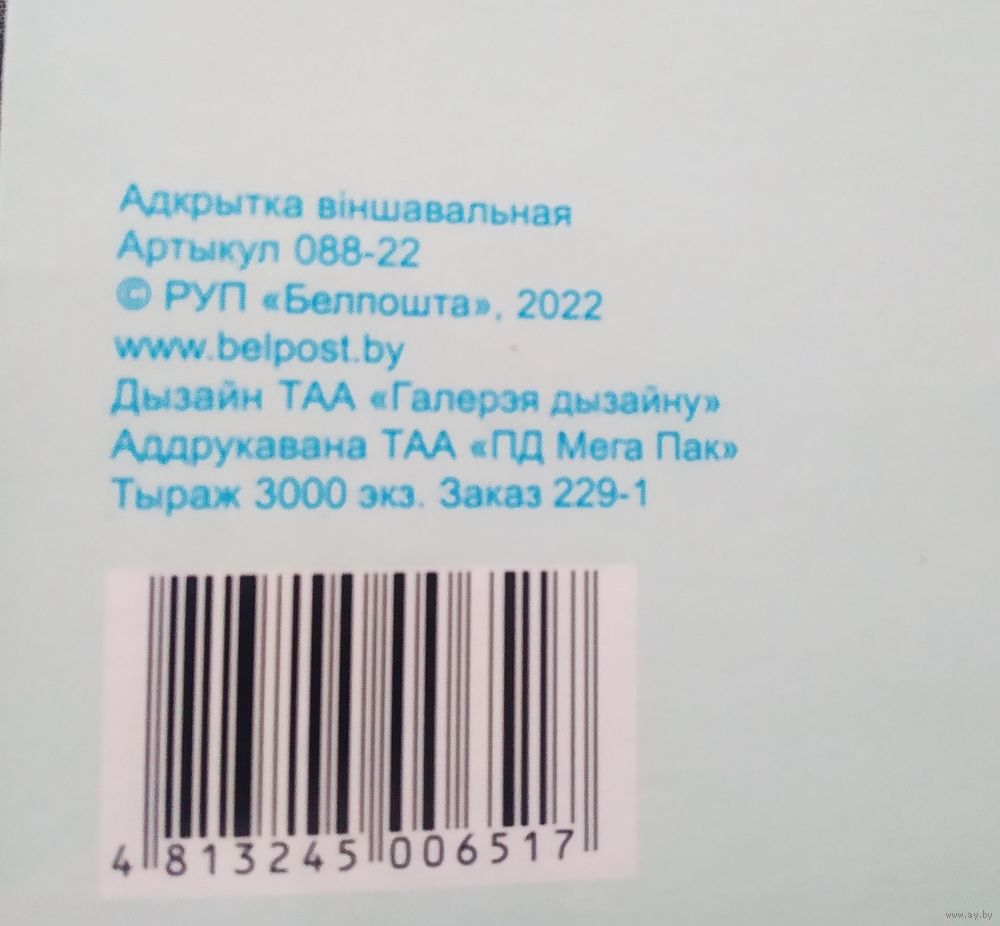 Адкрытка віншавальная
Артыкул 088-22
© РУП «Белпошта», 2022
www.belpost.by
Дызайн ТАА «Галерэя дызайну»
Аддрукавана ТАА «ПД Мега Пак»
Тыраж 3000 экз. Заказ 229-1
4 813245 006517
www.ay.by